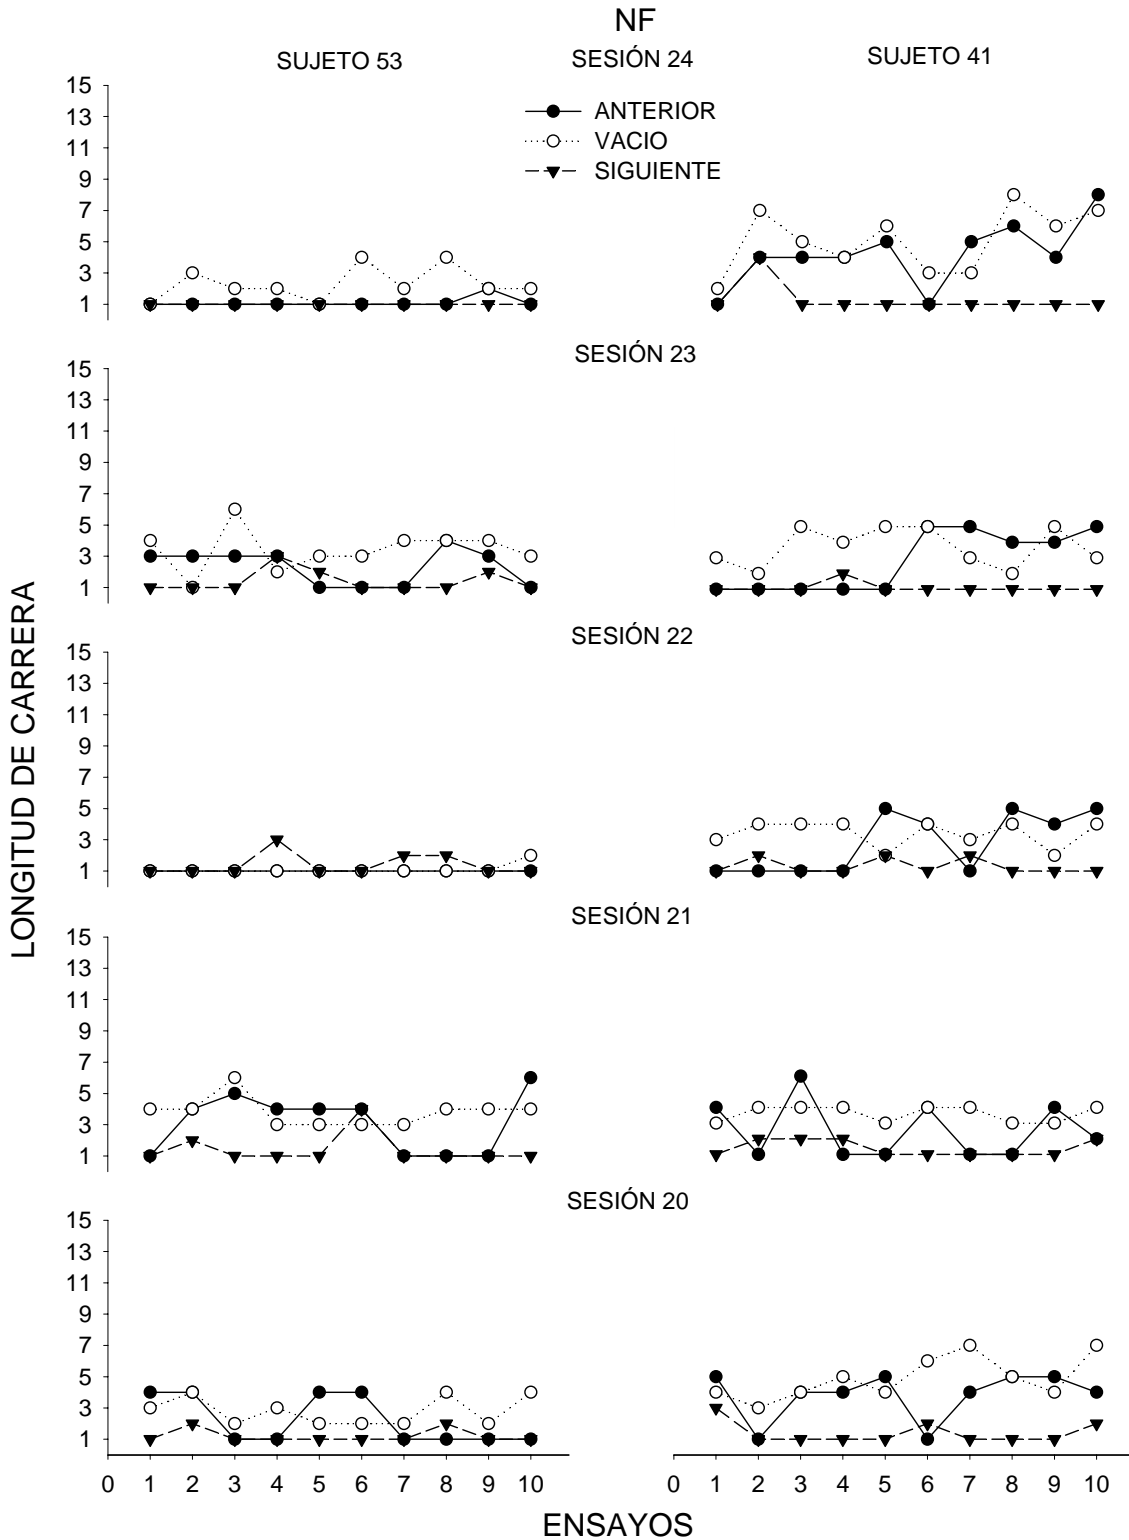 NF
SUJETO 53
SESIÓN 24
SUJETO 41
ANTERIOR
VACIO
SIGUIENTE
15
13
11
9
7
5
3
1
SESIÓN 23
15
13
11
9
7
5
3
1
SESIÓN 22
15
13
11
9
7
5
3
1
SESIÓN 21
15
13
11
9
7
5
3
1
SESIÓN 20
15
13
11
9
7
5
3
1
LONGITUD DE CARRERA
0 1 2 3 4 5 6 7 8 9 10
0 1 2 3 4 5 6 7 8 9 10
ENSAYOS